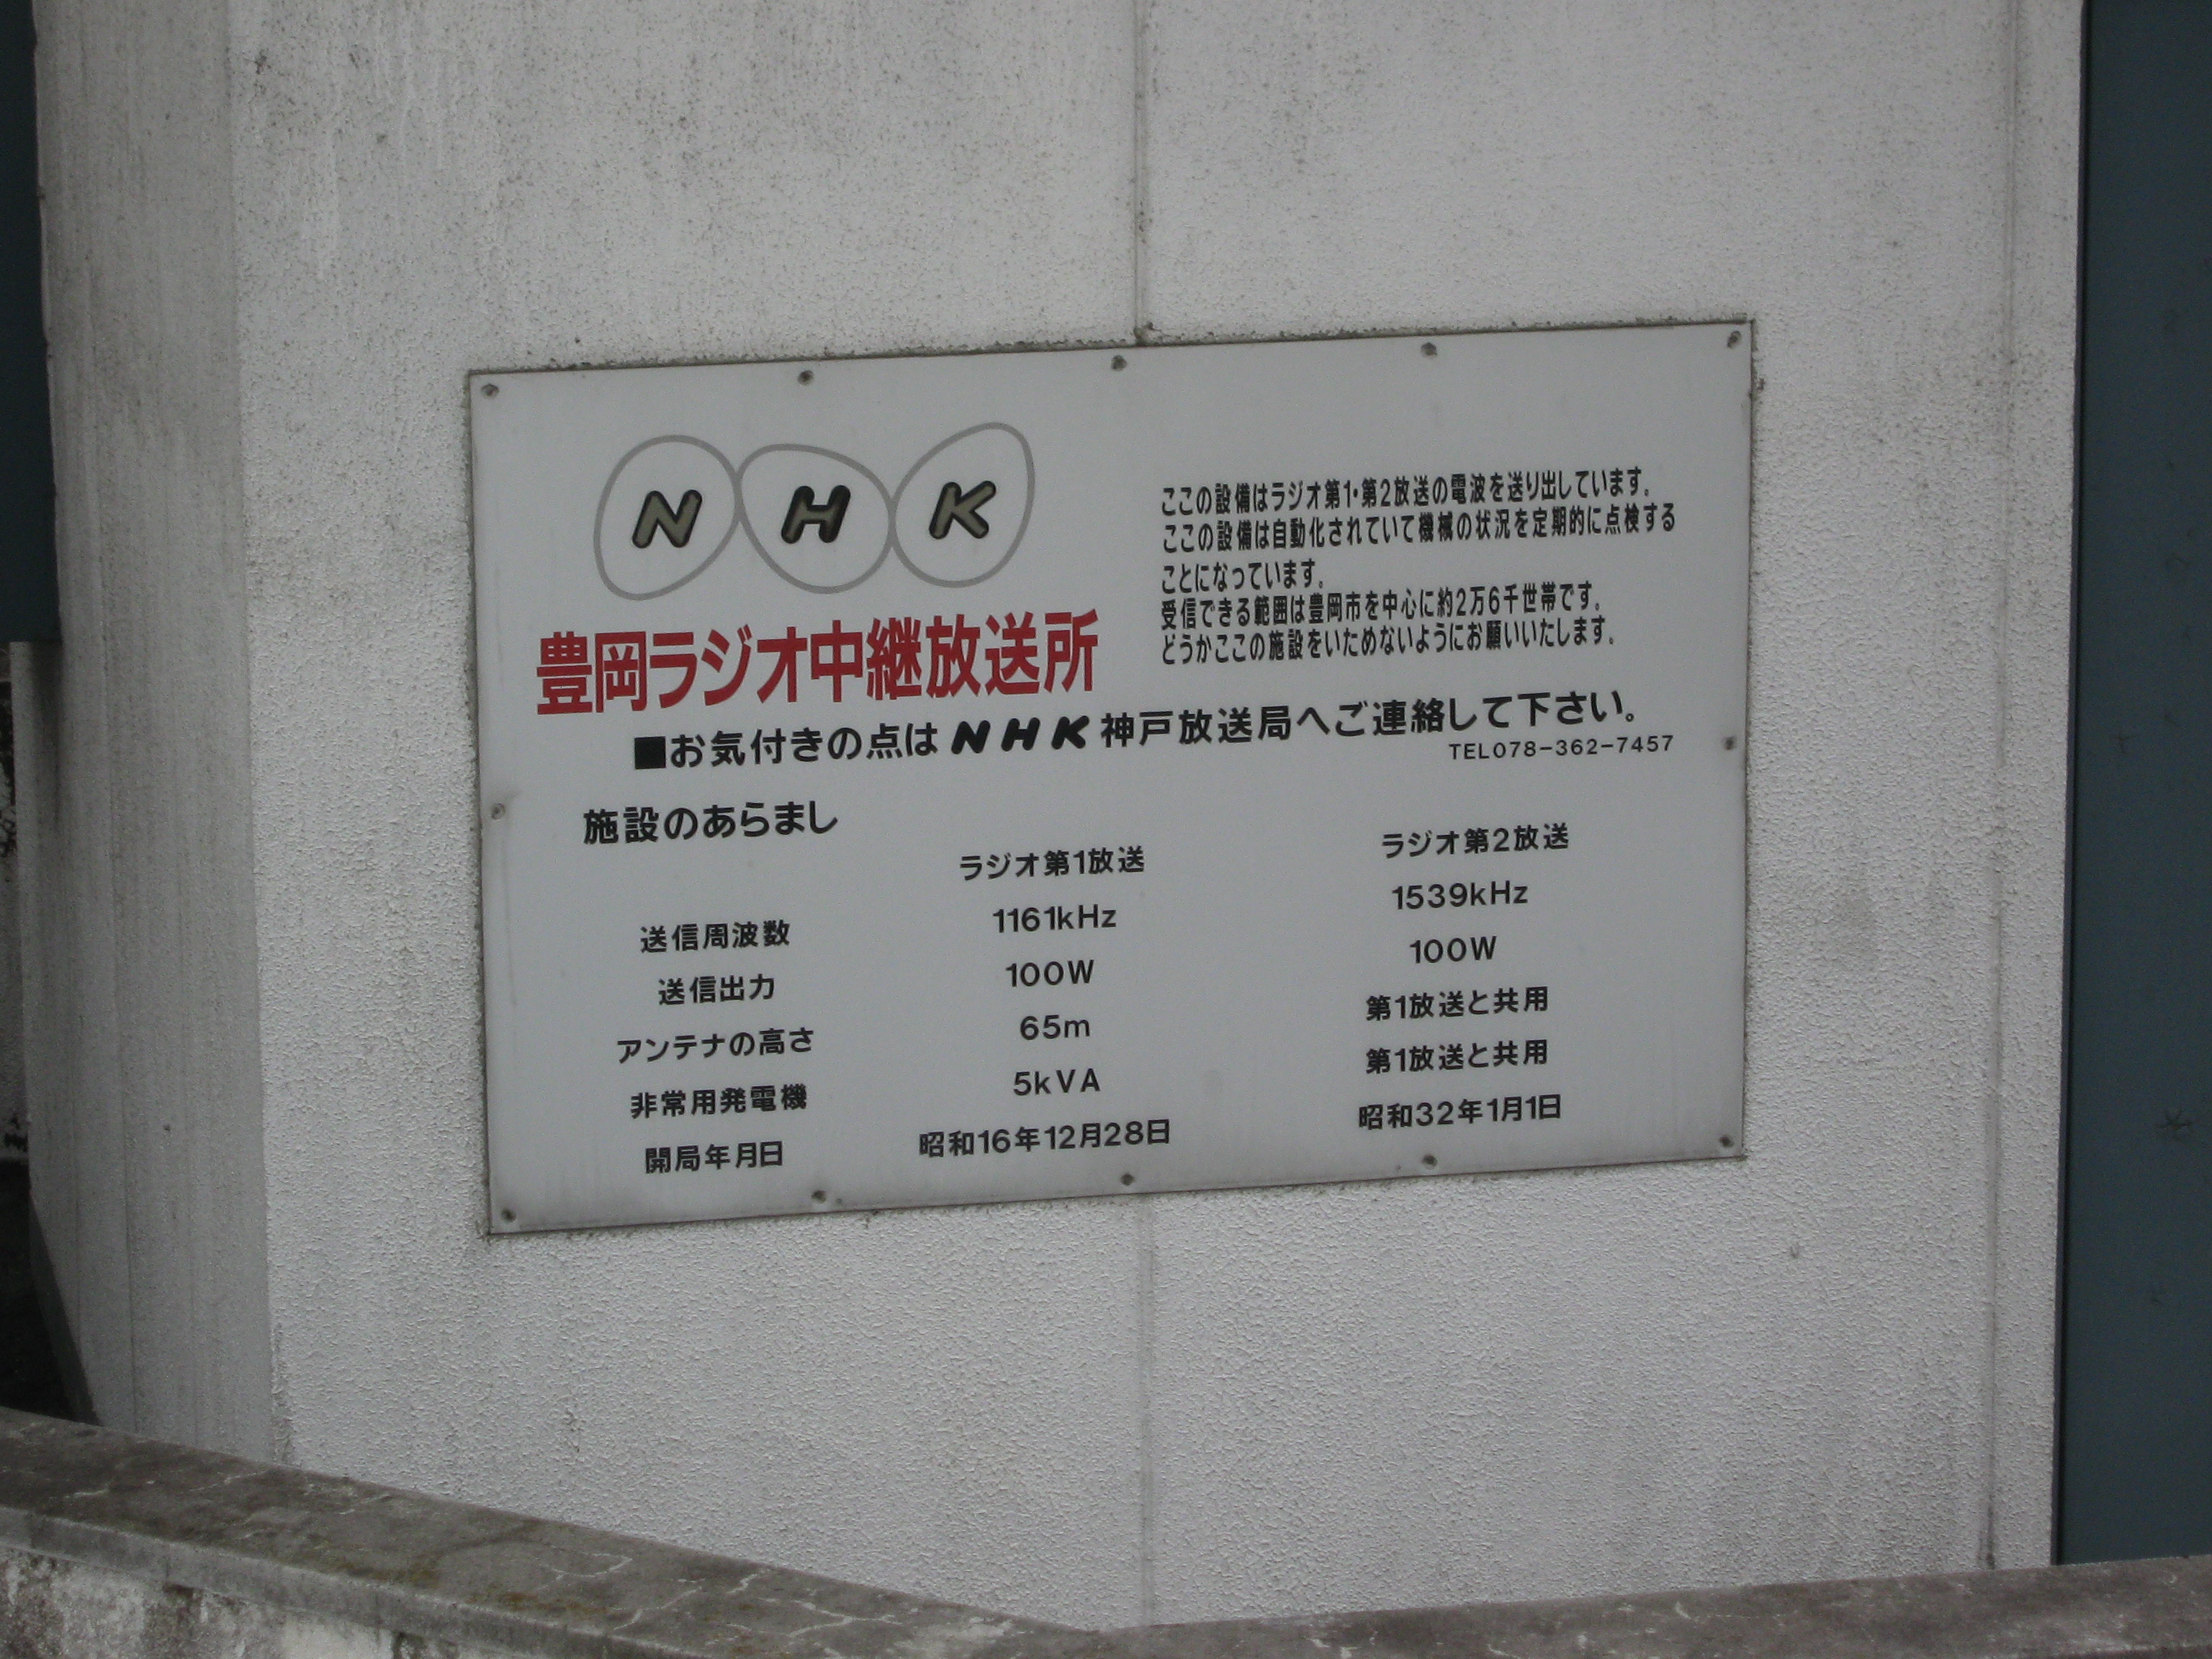 NHK
豊岡ラジオ中継放送所
ここの設備はラジオ第1・第2放送の電波を送り出しています。
ここの設備は自動化されていて機械の状況を定期的に点検する
ことになっています。
受信できる範囲は豊岡市を中心に約2万6千世帯です。
どうかここの施設をいためないようにお願いいたします。
■お気付きの点はNHK神戸放送局へご連絡して下さい。
TEL078-362-7457
施設のあらまし
ラジオ第1放送 ラジオ第2放送
送信周波数 1161kHz 1539kHz
送信出力 100W 100W
アンテナの高さ 65m 第1放送と共用
非常用発電機 5kVA 第1放送と共用
開局年月日 昭和16年12月28日 昭和32年1月1日